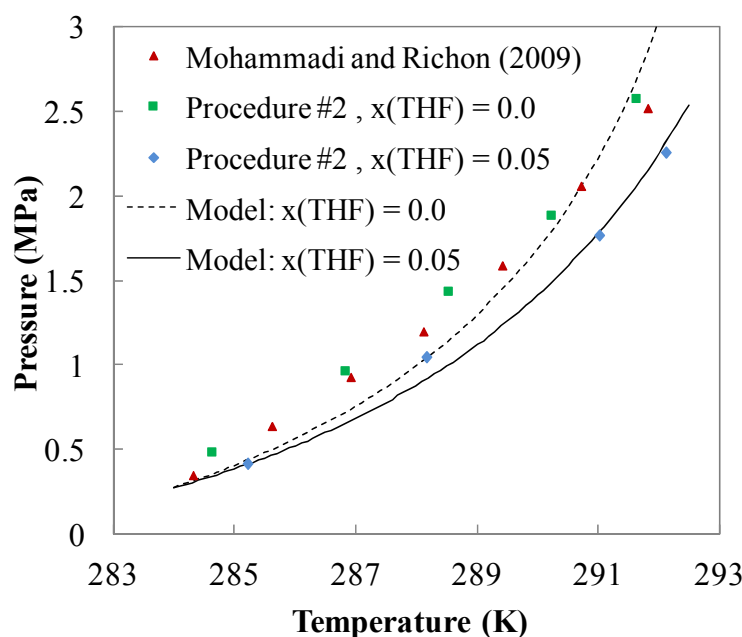 3
2.5
2
1.5
1
0.5
0
Pressure (MPa)
Mohammadi and Richon (2009)
Procedure #2 , x(THF) = 0.0
Procedure #2 , x(THF) = 0.05
Model: x(THF) = 0.0
Model: x(THF) = 0.05
283
285
287
289
291
293
Temperature (K)